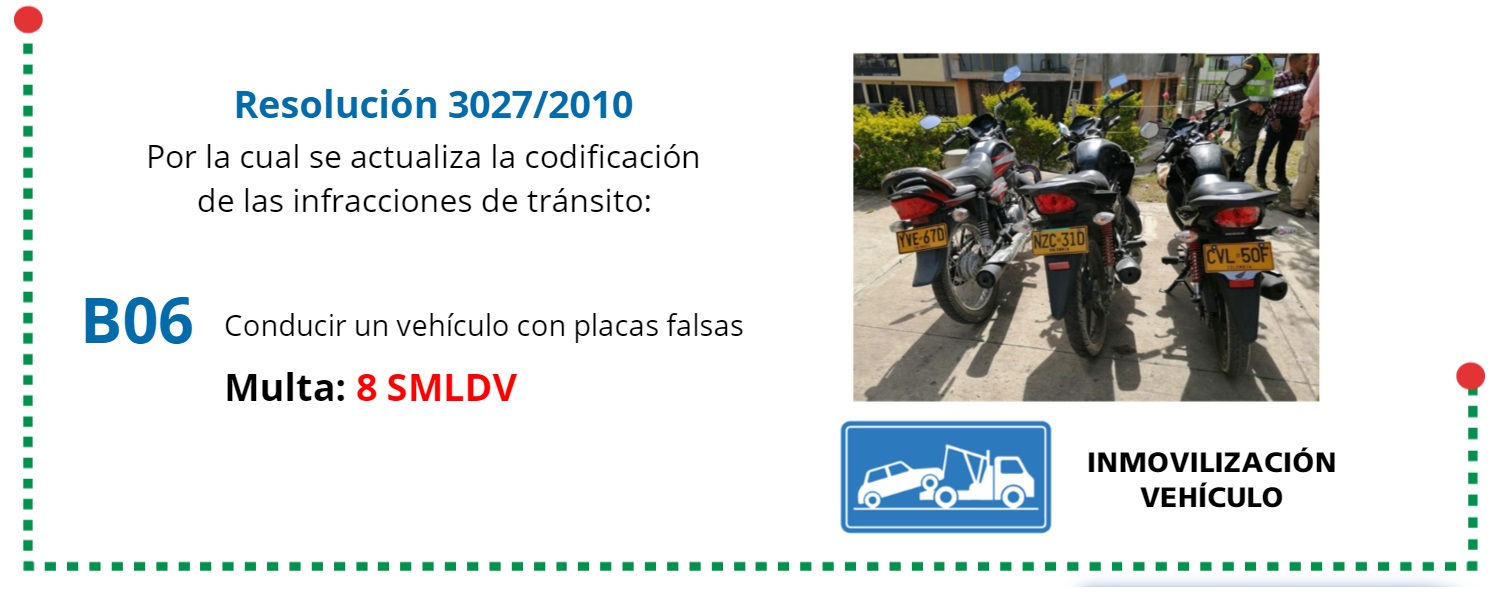 Resolución 3027/2010
Por la cual se actualiza la codificación
de las infracciones de tránsito:
B06 Conducir un vehículo con placas falsas
Multa: 8 SMLDV
YVE-67D
NZC-31D
CVL-50F
COLOMBIA
INMOVILIZACIÓN
VEHÍCULO